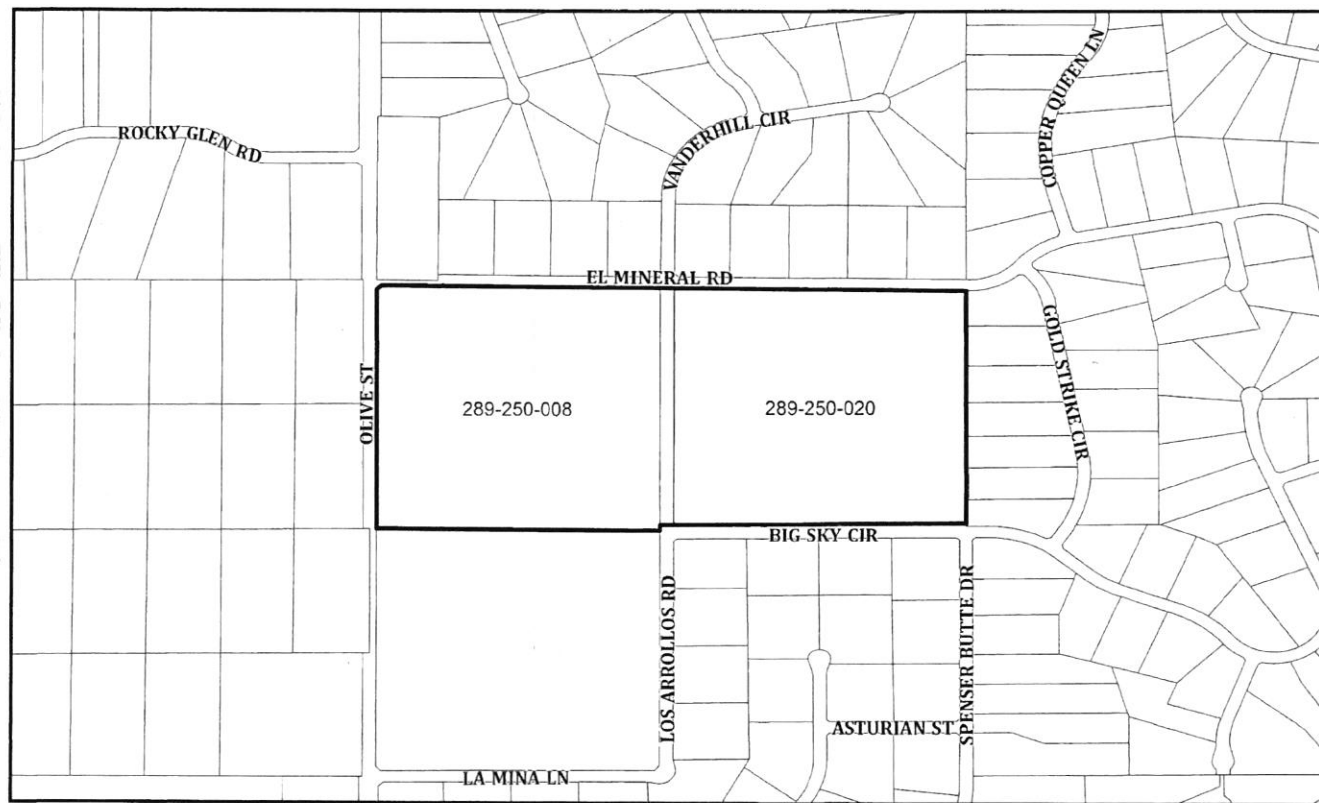 ROCKY GLEN RD
VANDERHILL CIR
COPPER QUEEN LN
EL MINERAL RD
OLIVE ST
289-250-008
289-250-020
GOLD STRIKE CIR
BIG SKY CIR
LOS ARROLLOS RD
SPENSER BUTTE DR
ASTURIAN ST
LA MINA LN